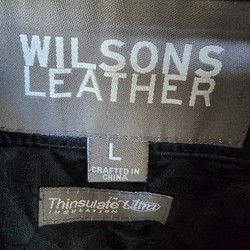 WILSONS
LEATHER
L
CRAFTED IN
CHINA
Thinsulate Ultra
INSULATION